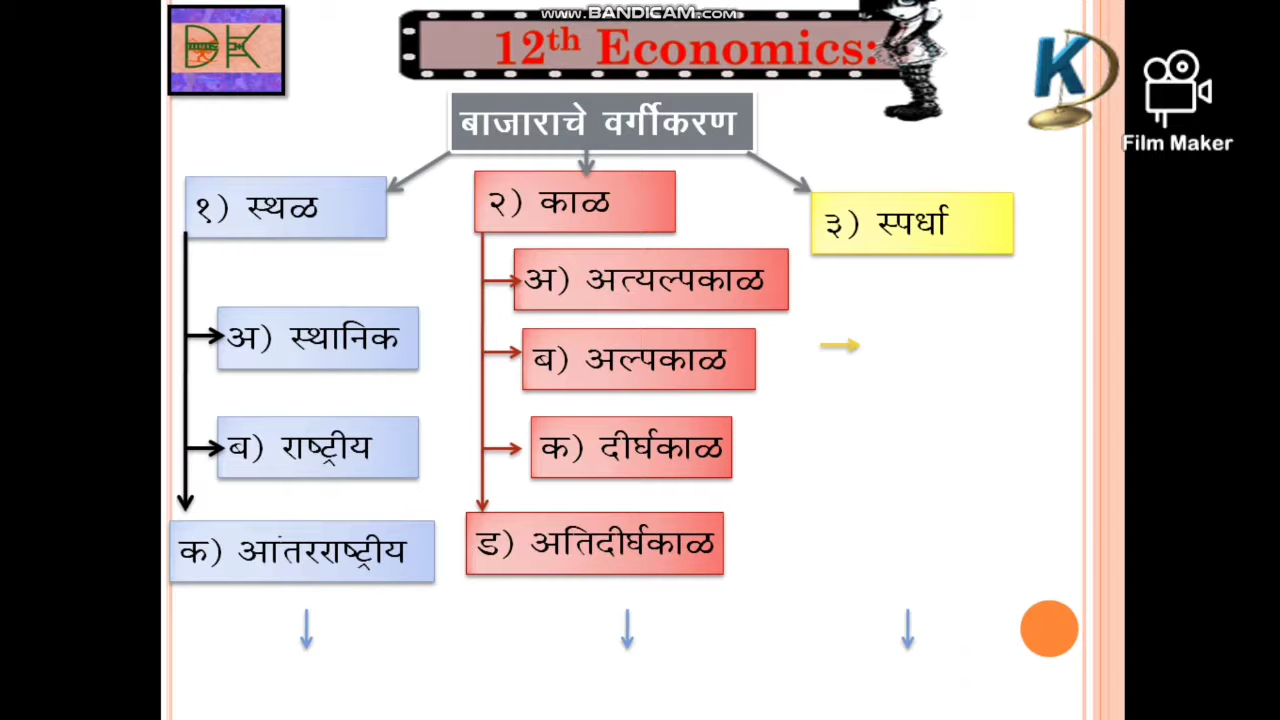 www.BANDICAM.com
DK
12th Economics:
K
Film Maker
बाजाराचे वर्गीकरण
१) स्थळ
अ) स्थानिक
ब) राष्ट्रीय
क) आंतरराष्ट्रीय
२) काळ
अ) अत्यल्पकाळ
ब) अल्पकाळ
क) दीर्घकाळ
ड) अतिदीर्घकाळ
३) स्पर्धा